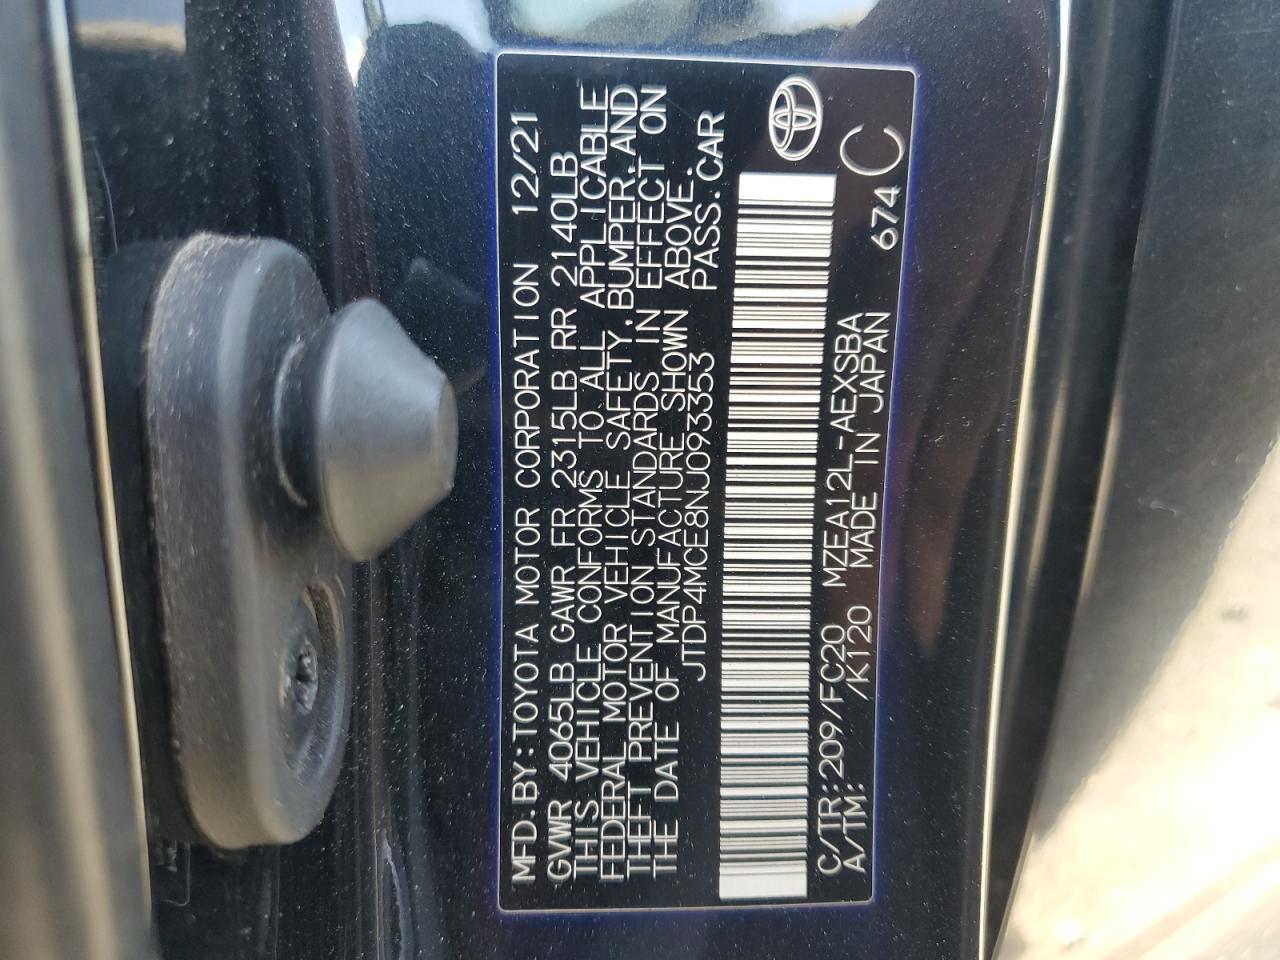 MFD.BY:TOYOTA MOTOR CORPORATION 12/21
GVWR 4065LB GAWR FR 2315LB RR 2140LB
THIS VEHICLE CONFORMS TO ALL APPLICABLE
FEDERAL MOTOR VEHICLE SAFETY,BUMPER,AND
THEFT PREVENTION STANDARDS IN EFFECT ON
THE DATE OF MANUFACTURE SHOWN ABOVE.
JTDP4MCE8NJ093353 PASS.CAR
C/TR:209/FC20 MZEA12L-AEXSBA
A/TM: /K120 MADE IN JAPAN 674 C